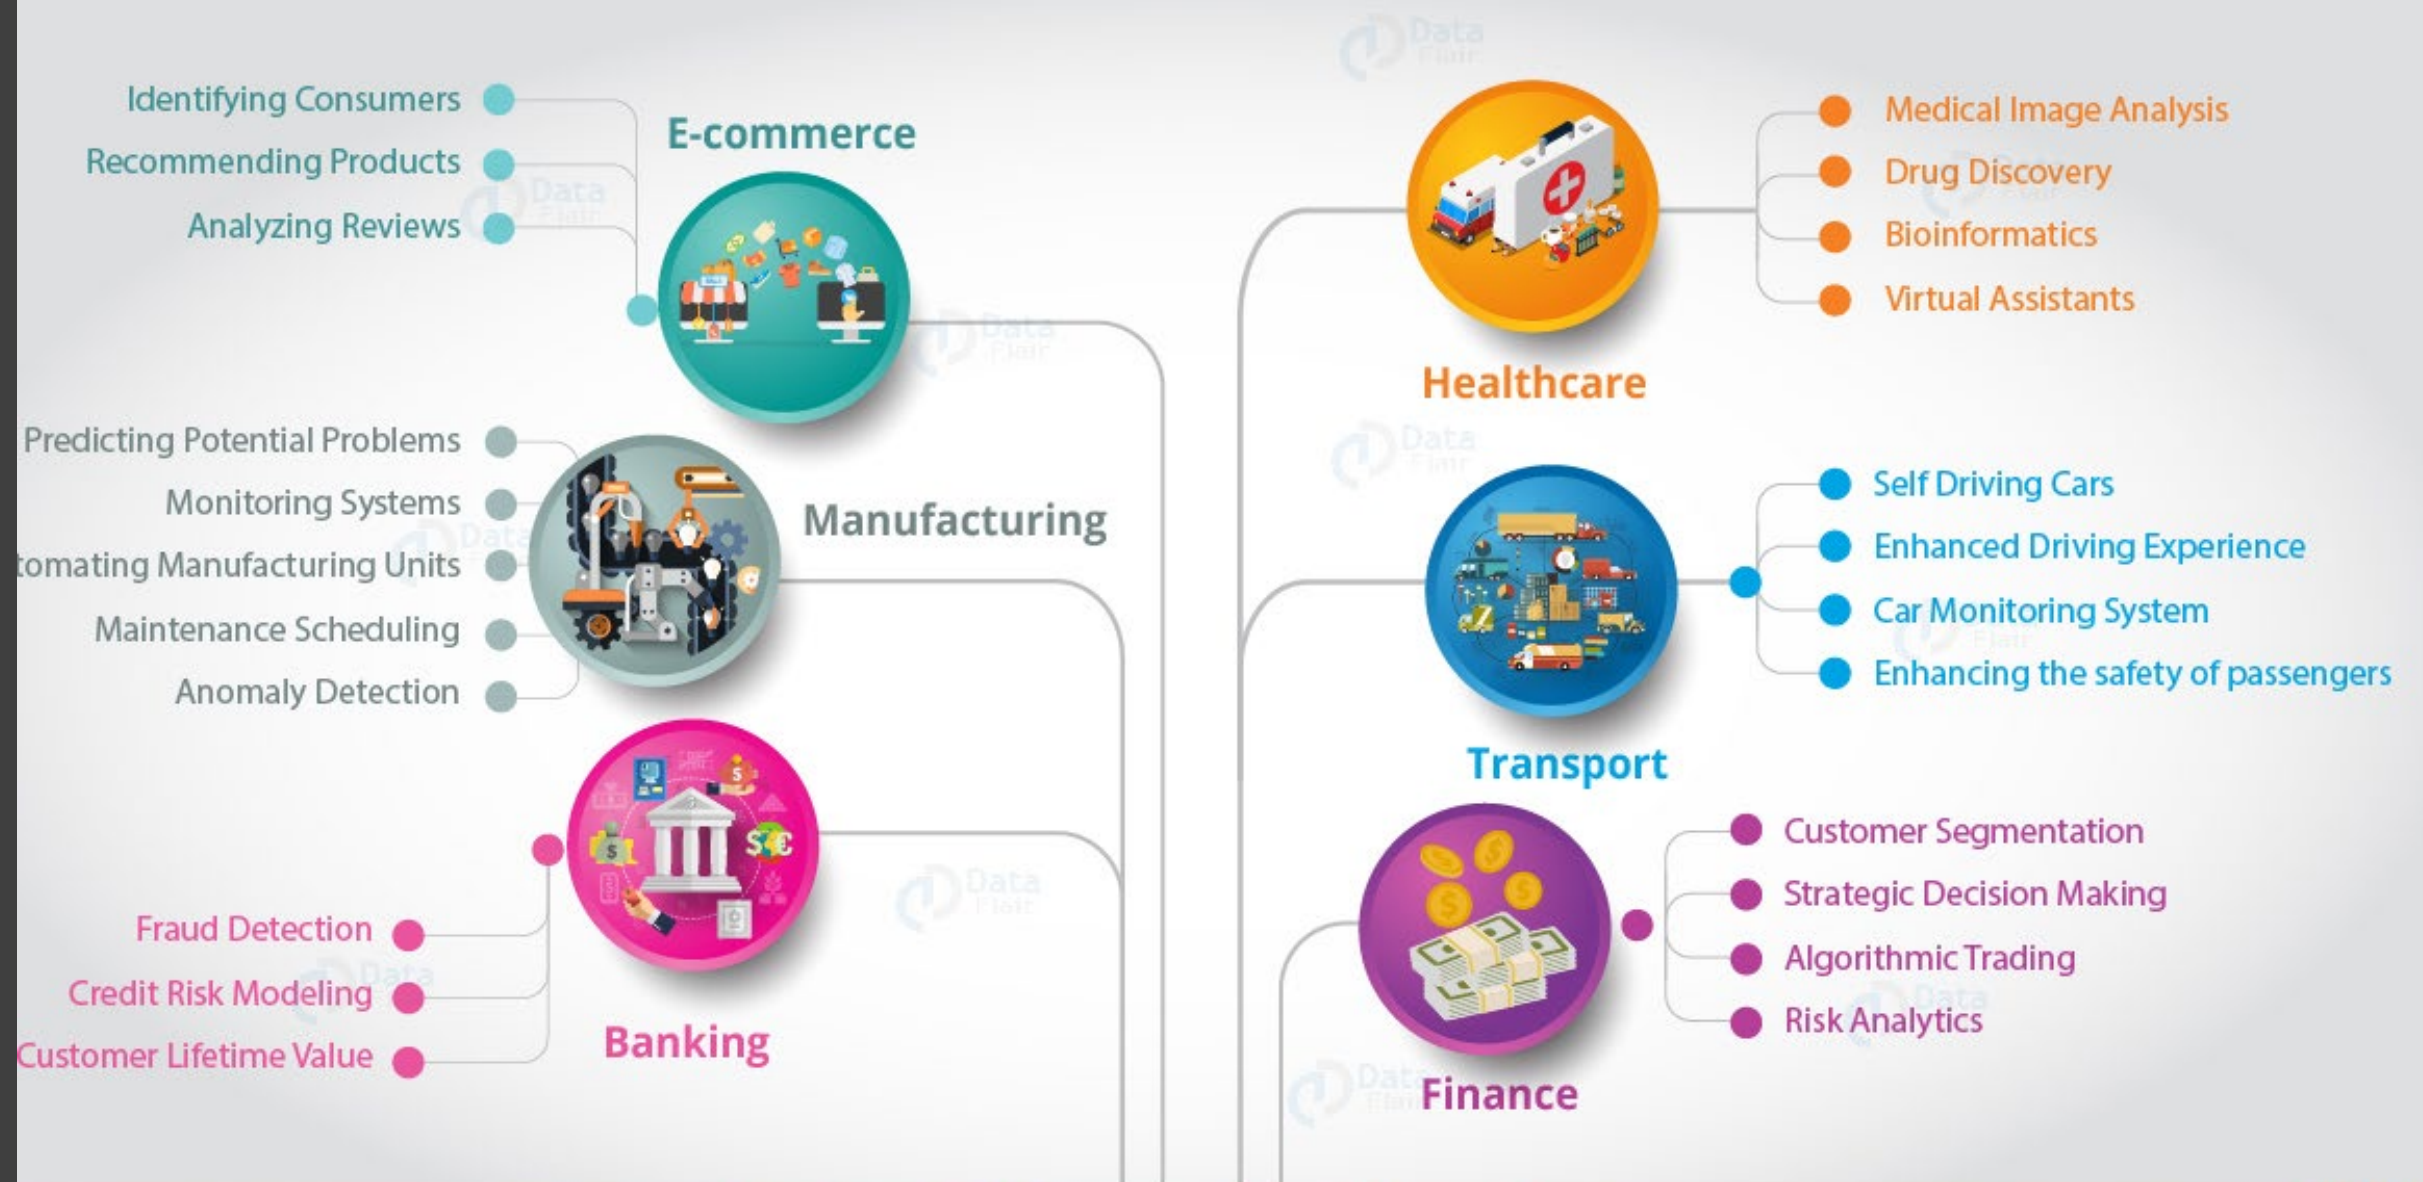 E-commerce
Identifying Consumers
Recommending Products
Analyzing Reviews
Manufacturing
Predicting Potential Problems
Monitoring Systems
tomating Manufacturing Units
Maintenance Scheduling
Anomaly Detection
Banking
Fraud Detection
Credit Risk Modeling
Customer Lifetime Value
Healthcare
Medical Image Analysis
Drug Discovery
Bioinformatics
Virtual Assistants
Transport
Self Driving Cars
Enhanced Driving Experience
Car Monitoring System
Enhancing the safety of passengers
Finance
Customer Segmentation
Strategic Decision Making
Algorithmic Trading
Risk Analytics
Data
Flair